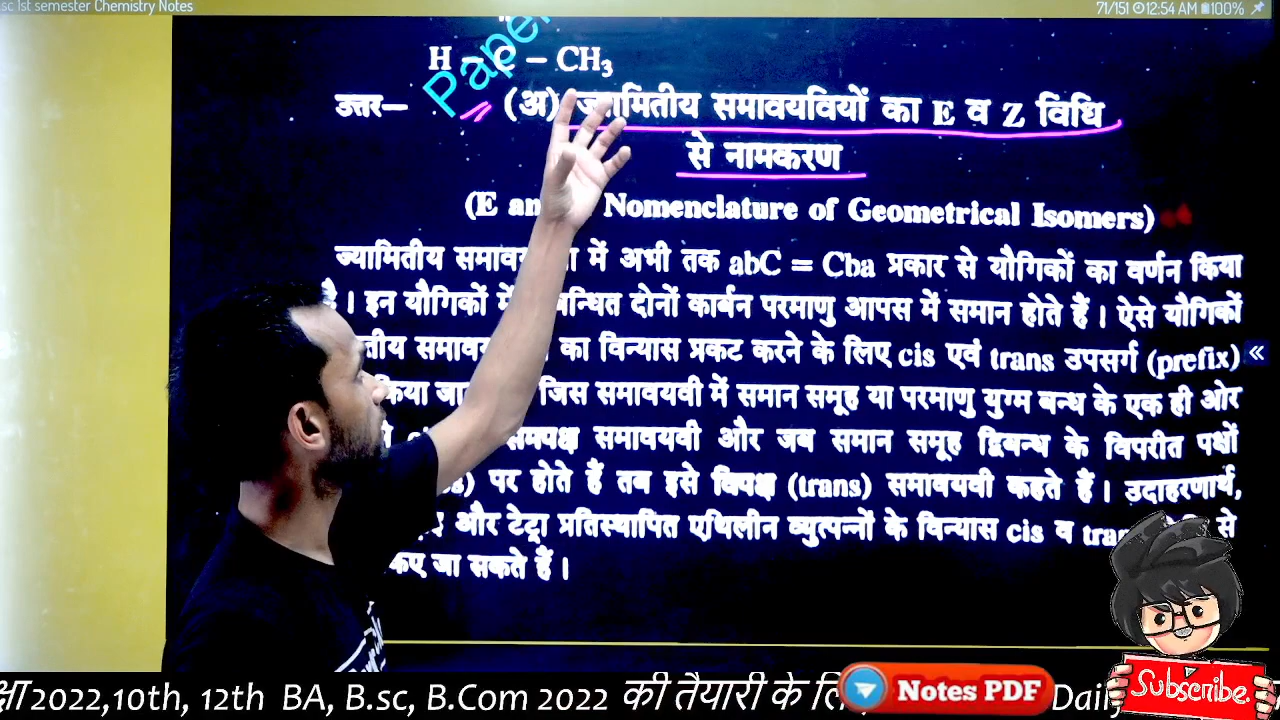 sc 1st semester Chemistry Notes
71/151 12:54 AM 100%
H – C – CH₃
Paper
उत्तर— (अ) ज्यामितीय समावयवियों का E व Z विधि
से नामकरण
(E an Nomenclature of Geometrical Isomers)
ज्यामितीय में अभी तक abC = Cba प्रकार से यौगिकों का वर्णन किया
है। इन यौगिकों बन्धित दोनों कार्बन परमाणु आपस में समान होते हैं। ऐसे यौगिकों
का विन्यास प्रकट करने के लिए cis एवं trans उपसर्ग (prefix) «
किया जिस समावयवी में समान समूह या परमाणु युग्म बन्ध के एक ही ओर
समपक्ष समावयवी और जब समान समूह द्विबन्ध के विपरीत पक्षों
पर होते हैं तब इसे विपक्ष (trans) समावयवी कहते हैं। उदाहरणार्थ,
और टेट्रा प्रतिस्थापित एथिलीन व्युत्पन्नों के विन्यास cis व से
जा सकते हैं।
2022,10th, 12th BA, B.sc, B.Com 2022 की तैयारी के Notes PDF
Subscribe